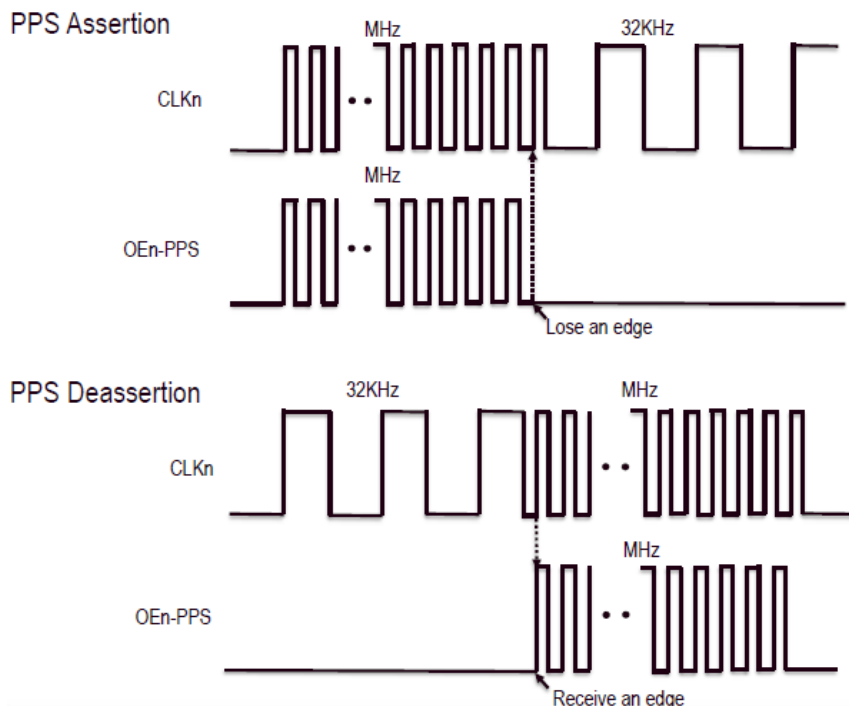 PPS Assertion
MHz
32KHz
CLKn
MHz
OEn-PPS
Lose an edge
PPS Deassertion
32KHz
MHz
CLKn
MHz
OEn-PPS
Receive an edge